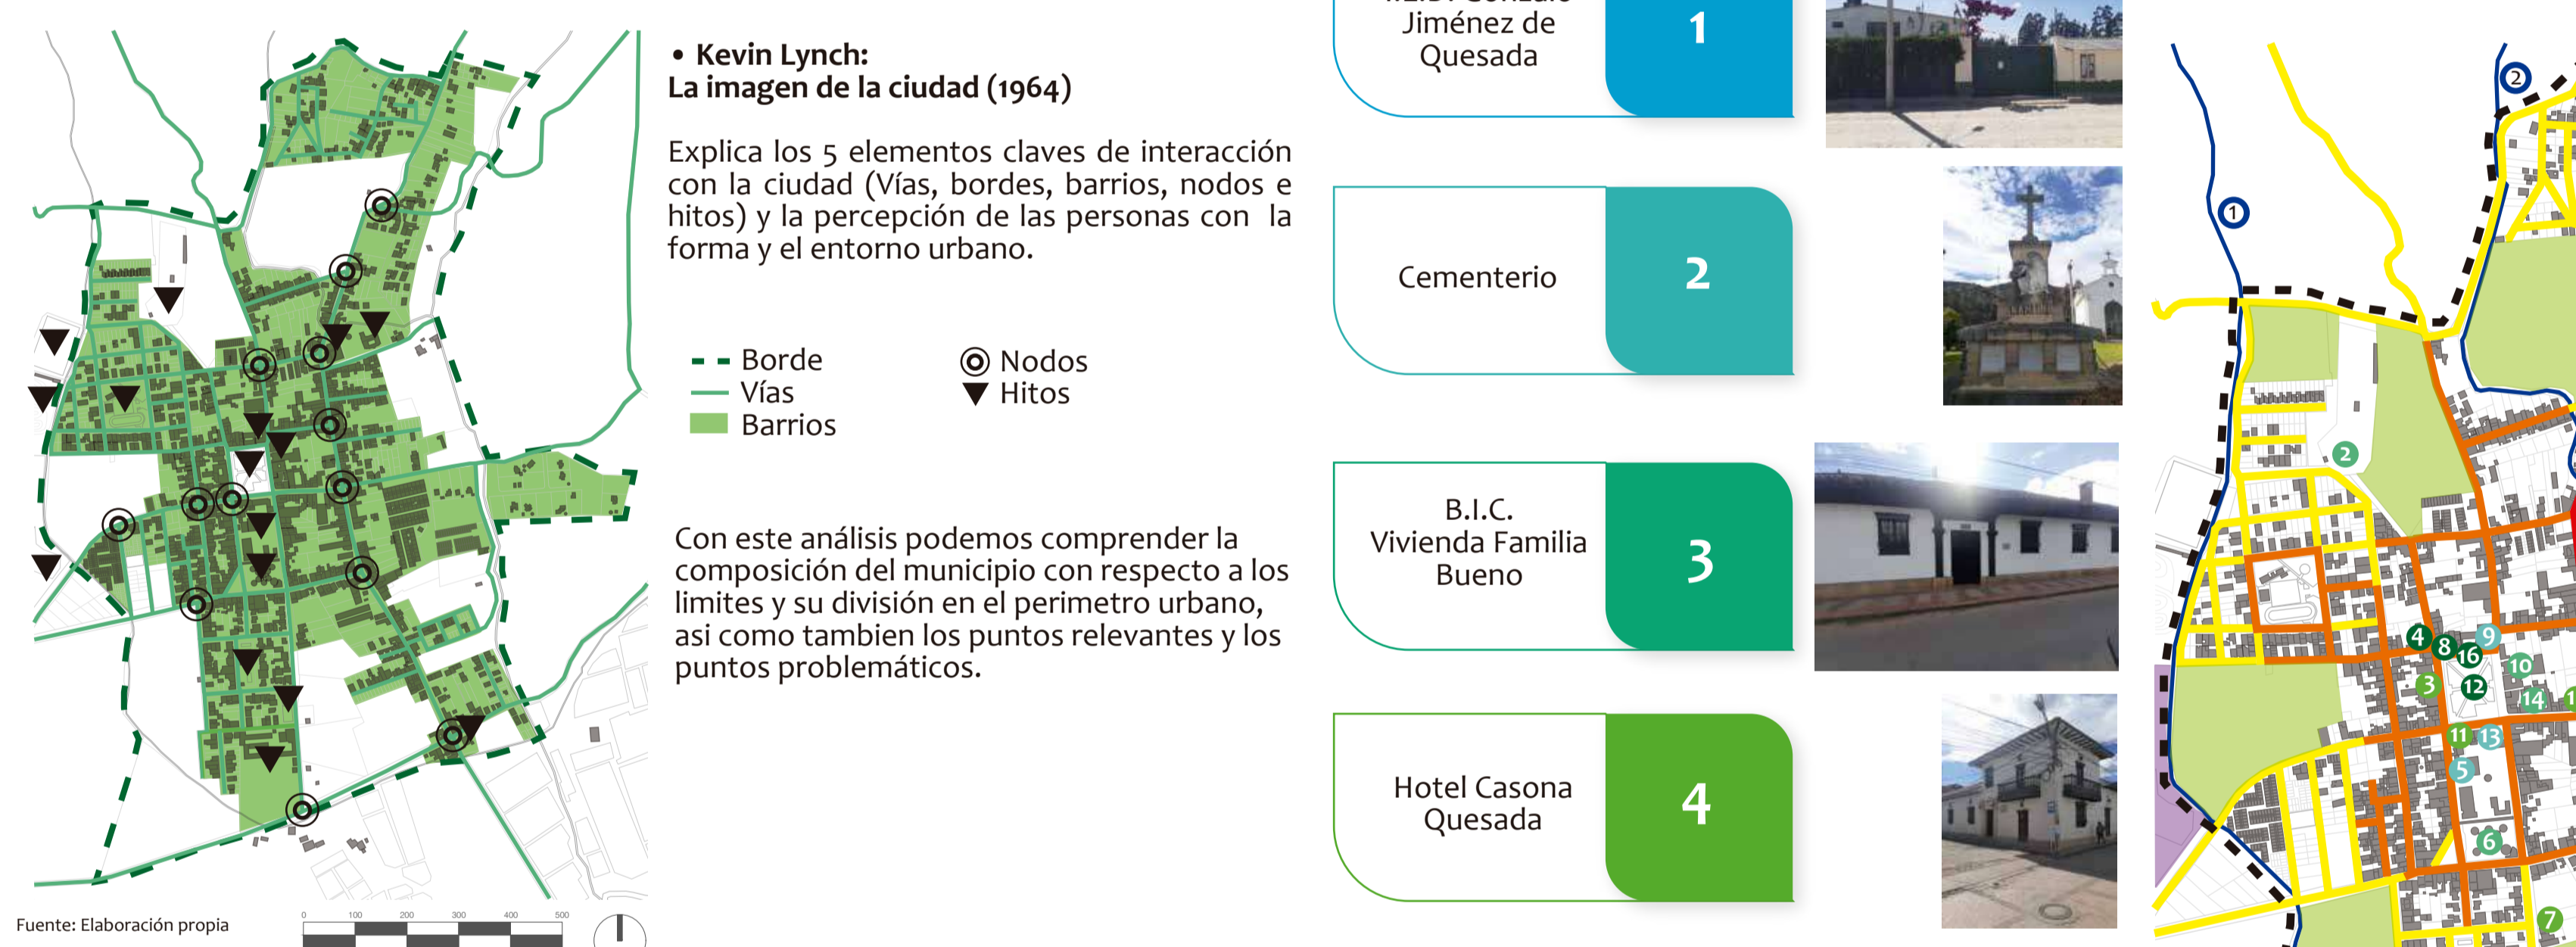 • Kevin Lynch:
La imagen de la ciudad (1964)
Explica los 5 elementos claves de interacción
con la ciudad (Vías, bordes, barrios, nodos e
hitos) y la percepción de las personas con la
forma y el entorno urbano.
Borde
Vías
Barrios
Nodos
Hitos
Con este análisis podemos comprender la
composición del municipio con respecto a los
limites y su división en el perimetro urbano,
asi como tambien los puntos relevantes y los
puntos problemáticos.
Fuente: Elaboración propia
0 100 200 300 400 500
Gonzalo
Jiménez de
Quesada
1
Cementerio
2
B.I.C.
Vivienda Familia
Bueno
3
Hotel Casona
Quesada
4
2
1
2
4 8 16 9
10
3 12
14
11 13
5
6
7